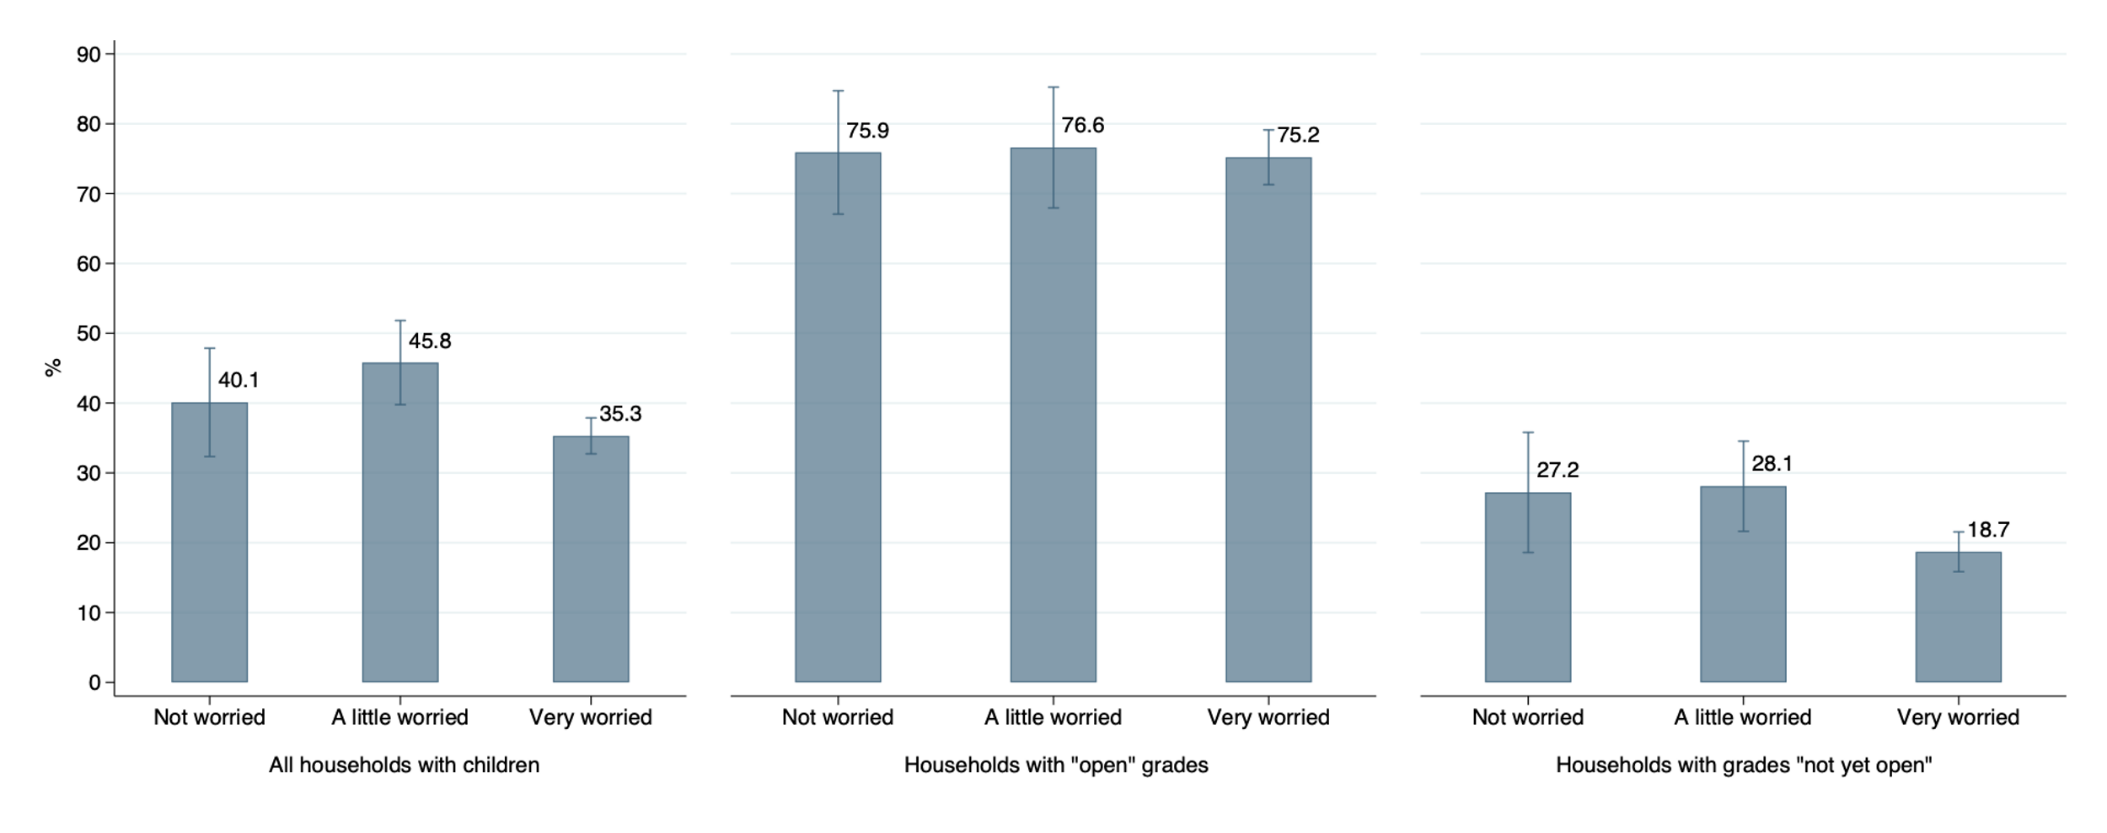 %
90
80
70
60
50
40
30
20
10
0
40.1
45.8
35.3
Not worried
A little worried
Very worried
All households with children
75.9
76.6
75.2
Not worried
A little worried
Very worried
Households with "open" grades
27.2
28.1
18.7
Not worried
A little worried
Very worried
Households with grades "not yet open"